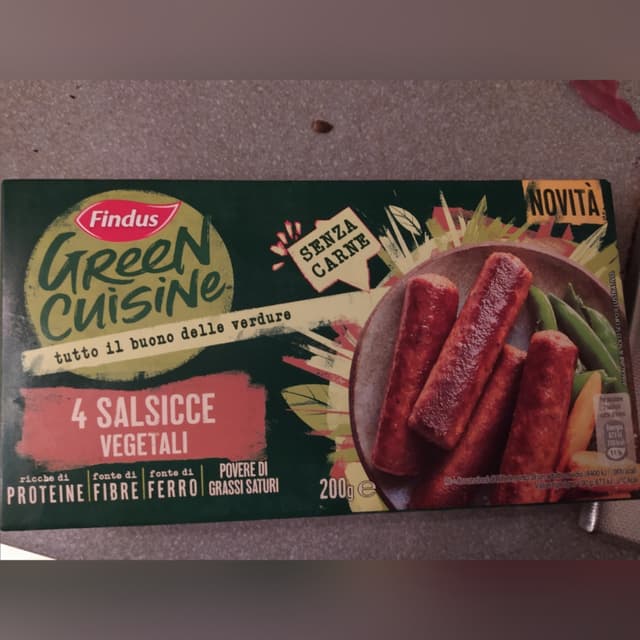 Findus
GREEN
CUISINE
tutto il buono delle verdure
SENZA
CARNE
NOVITÀ
4 SALSICCE
VEGETALI
ricche di
PROTEINE
fonte di
FIBRE
fonte di
FERRO
POVERE DI
GRASSI SATURI
200g e